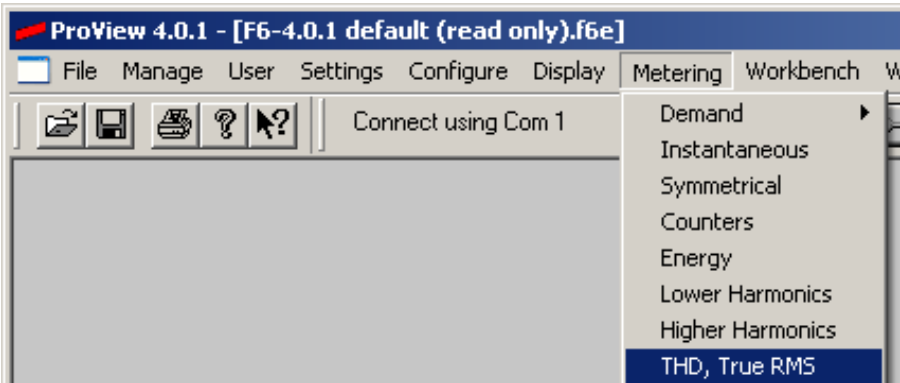 ProView 4.0.1 - [F6-4.0.1 default (read only).f6e]
File Manage User Settings Configure Display Metering Workbench W
Connect using Com 1
Demand
Instantaneous
Symmetrical
Counters
Energy
Lower Harmonics
Higher Harmonics
THD, True RMS